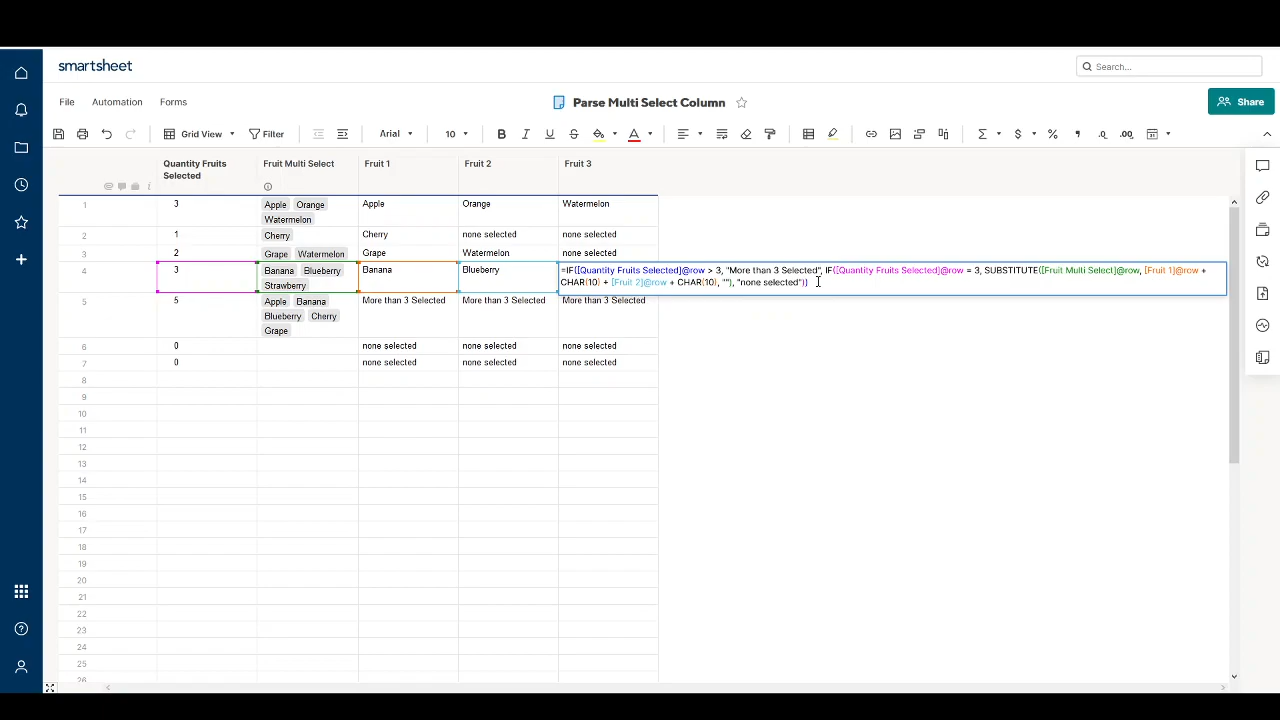 smartsheet
Search...
File
Automation
Forms
Parse Multi Select Column
Share
Grid View
Filter
Arial
10
B
I
U
S
A
Σ
$
%
.0
.00
Quantity Fruits
Selected
Fruit Multi Select
Fruit 1
Fruit 2
Fruit 3
1
3
Apple Orange
Watermelon
Apple
Orange
Watermelon
2
1
Cherry
Cherry
none selected
none selected
3
2
Grape Watermelon
Grape
Watermelon
none selected
4
3
Banana Blueberry
Strawberry
Banana
Blueberry
=IF([Quantity Fruits Selected]@row > 3, "More than 3 Selected", IF([Quantity Fruits Selected]@row = 3, SUBSTITUTE([Fruit Multi Select]@row, [Fruit 1]@row +
CHAR(10) + [Fruit 2]@row + CHAR(10), ""), "none selected"))
5
5
Apple Banana
Blueberry Cherry
Grape
More than 3 Selected
More than 3 Selected
More than 3 Selected
6
0
none selected
none selected
none selected
7
0
none selected
none selected
none selected
8
9
10
11
12
13
14
15
16
17
18
19
20
21
22
23
24
25
26